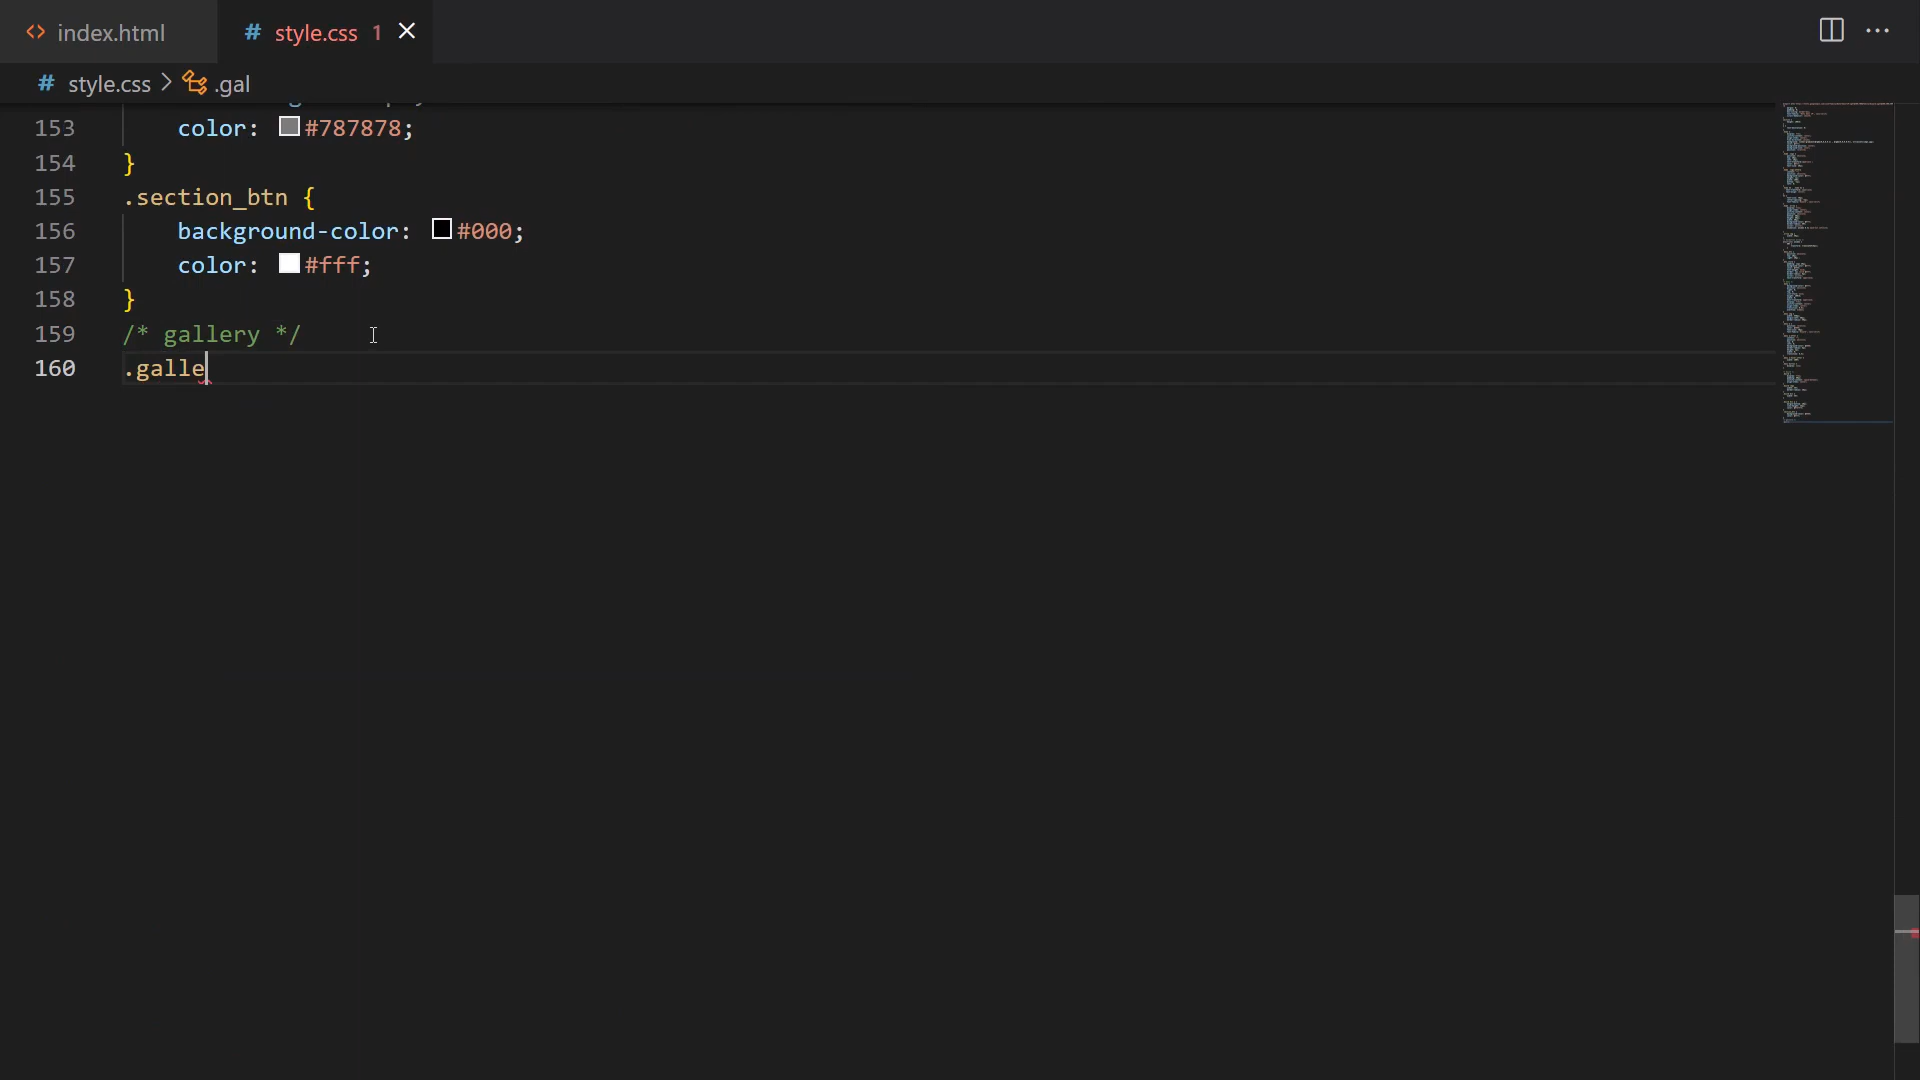 index.html style.css 1
style.css > .gal
153 color: #787878;
154 }
155 .section_btn {
156 background-color: #000;
157 color: #fff;
158 }
159 /* gallery */
160 .galle